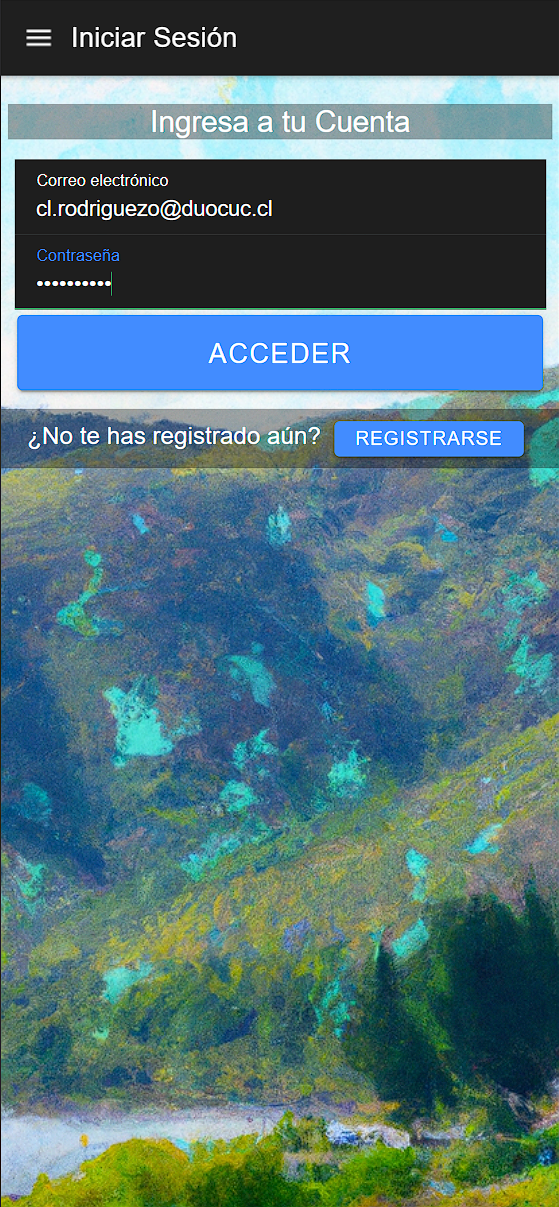 Iniciar Sesión
Ingresa a tu Cuenta
Correo electrónico
cl.rodriguezo@duocuc.cl
Contraseña
••••••••••
ACCEDER
¿No te has registrado aún? REGISTRARSE